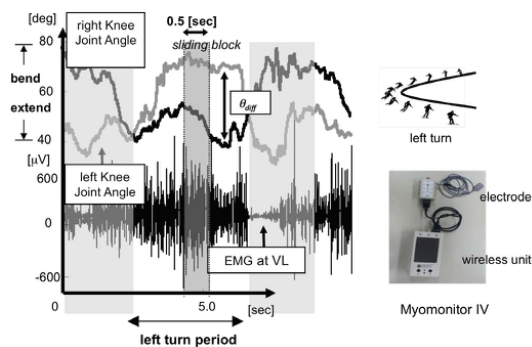 [deg]
0.5 [sec]
80
right Knee
Joint Angle
sliding block
bend
60
θdiff
extend
40
[μV]
600
left Knee
Joint Angle
0
EMG at VL
-600
0
5.0
[sec]
left turn period
left turn
electrode
wireless unit
Myomonitor IV